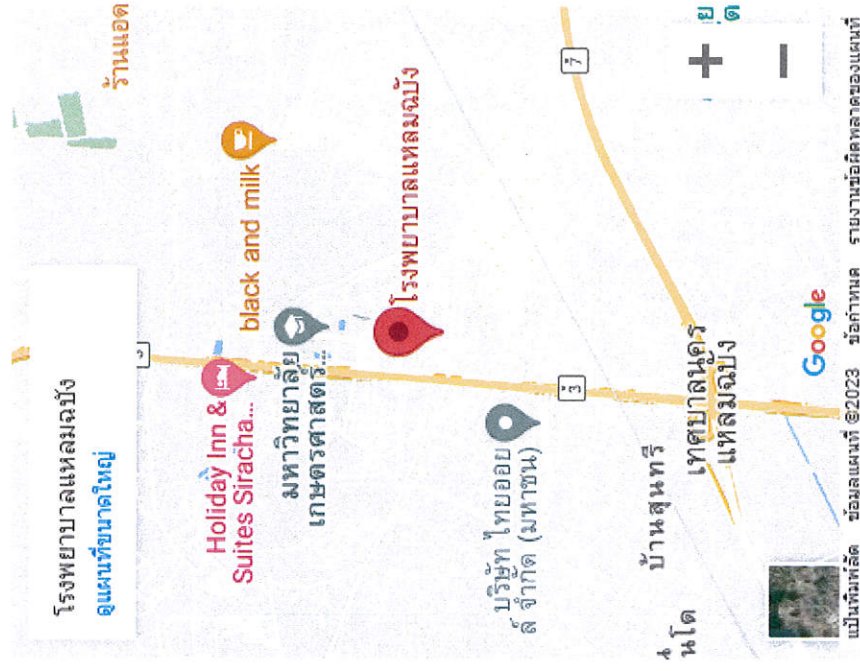 โรงพยาบาลแหลมฉบัง
ดูแผนที่ขนาดใหญ่
ร้านแอด
Holiday Inn &
Suites Siracha...
black and milk
มหาวิทยาลัย
เกษตรศาสตร์...
โรงพยาบาลแหลมฉบัง
3
7
บริษัท ไทยออย
ล์ จำกัด (มหาชน)
บ้านสุนทรี
เทศบาลนคร
แหลมฉบัง
นโด
Google
แป้นพิมพ์ลัด ข้อมูลแผนที่ ©2023 ข้อกำหนด รายงานข้อผิดพลาดของแผนที่